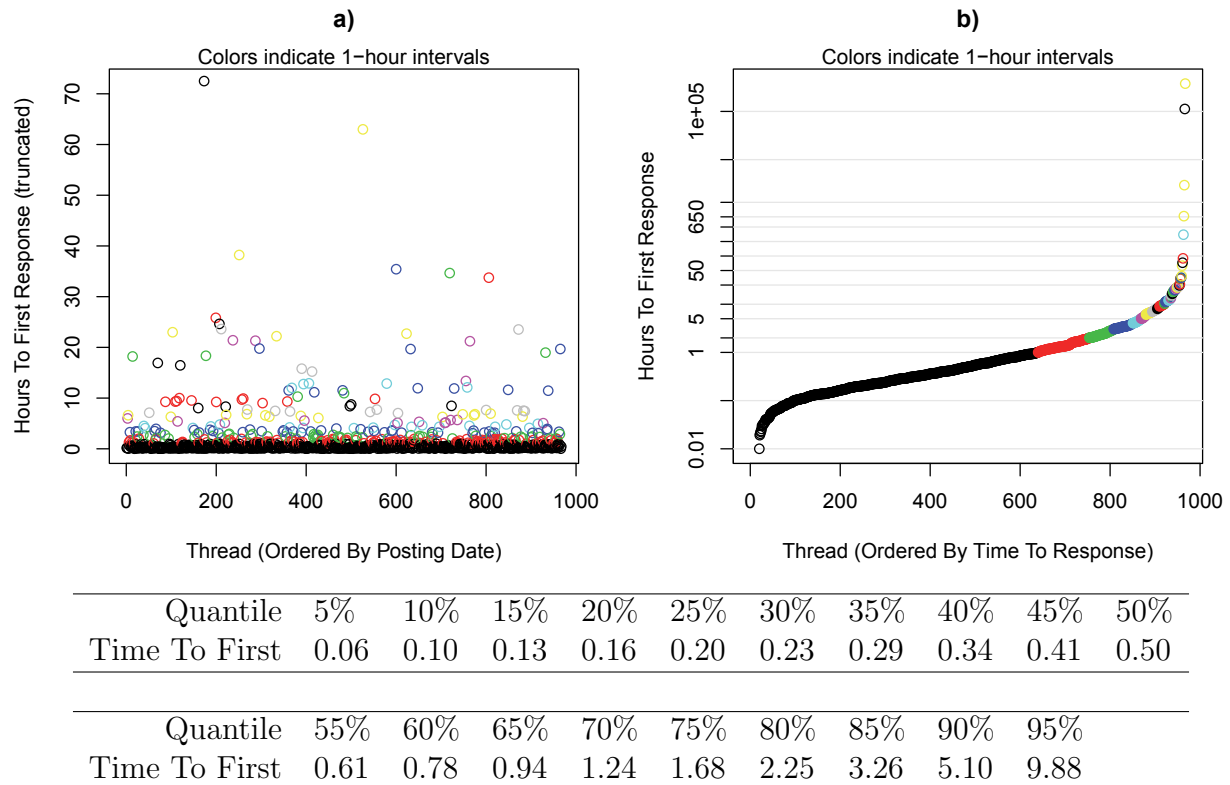 a)
Colors indicate 1−hour intervals
Hours To First Response (truncated)
70
60
50
40
30
20
10
0
0 200 400 600 800 1000
Thread (Ordered By Posting Date)
b)
Colors indicate 1−hour intervals
Hours To First Response
1e+05
650
50
5
1
0.01
0 200 400 600 800 1000
Thread (Ordered By Time To Response)
Quantile 5% 10% 15% 20% 25% 30% 35% 40% 45% 50%
Time To First 0.06 0.10 0.13 0.16 0.20 0.23 0.29 0.34 0.41 0.50
Quantile 55% 60% 65% 70% 75% 80% 85% 90% 95%
Time To First 0.61 0.78 0.94 1.24 1.68 2.25 3.26 5.10 9.88